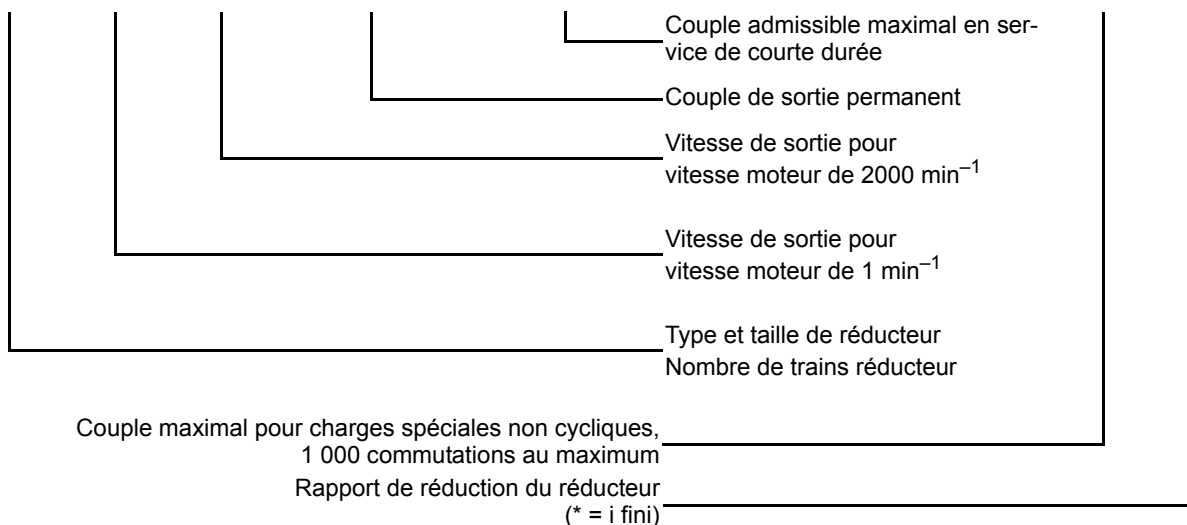 Couple admissible maximal en ser-
vice de courte durée
Couple de sortie permanent
Vitesse de sortie pour
vitesse moteur de 2000 min–1
Vitesse de sortie pour
vitesse moteur de 1 min–1
Type et taille de réducteur
Nombre de trains réducteur
Couple maximal pour charges spéciales non cycliques,
1 000 commutations au maximum
Rapport de réduction du réducteur
(* = i fini)